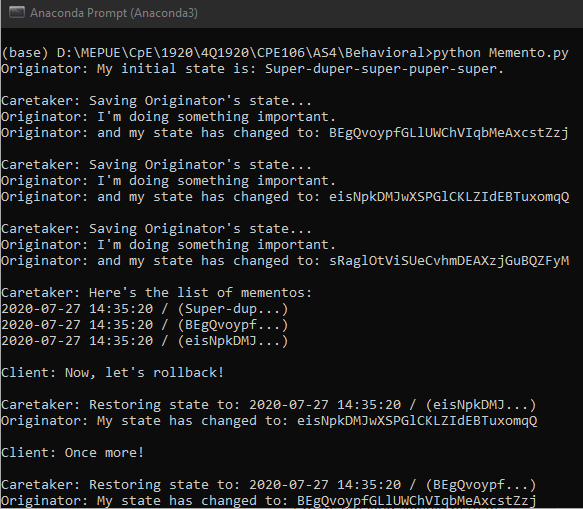 Anaconda Prompt (Anaconda3)
(base) D:\MEPUE\CpE\1920\4Q1920\CPE106\AS4\Behavioral>python Memento.py
Originator: My initial state is: Super-duper-super-puper-super.
Caretaker: Saving Originator's state...
Originator: I'm doing something important.
Originator: and my state has changed to: BEgQvoypfGLlUWChVIqbMeAxcstZzj
Caretaker: Saving Originator's state...
Originator: I'm doing something important.
Originator: and my state has changed to: eisNpkDMJwXSPGlCKLZIdEBTuxomqQ
Caretaker: Saving Originator's state...
Originator: I'm doing something important.
Originator: and my state has changed to: sRaglOtViSUeCvhmDEAXzjGuBQZFyM
Caretaker: Here's the list of mementos:
2020-07-27 14:35:20 / (Super-dup...)
2020-07-27 14:35:20 / (BEgQvoypf...)
2020-07-27 14:35:20 / (eisNpkDMJ...)
Client: Now, let's rollback!
Caretaker: Restoring state to: 2020-07-27 14:35:20 / (eisNpkDMJ...)
Originator: My state has changed to: eisNpkDMJwXSPGlCKLZIdEBTuxomqQ
Client: Once more!
Caretaker: Restoring state to: 2020-07-27 14:35:20 / (BEgQvoypf...)
Originator: My state has changed to: BEgQvoypfGLlUWChVIqbMeAxcstZzj